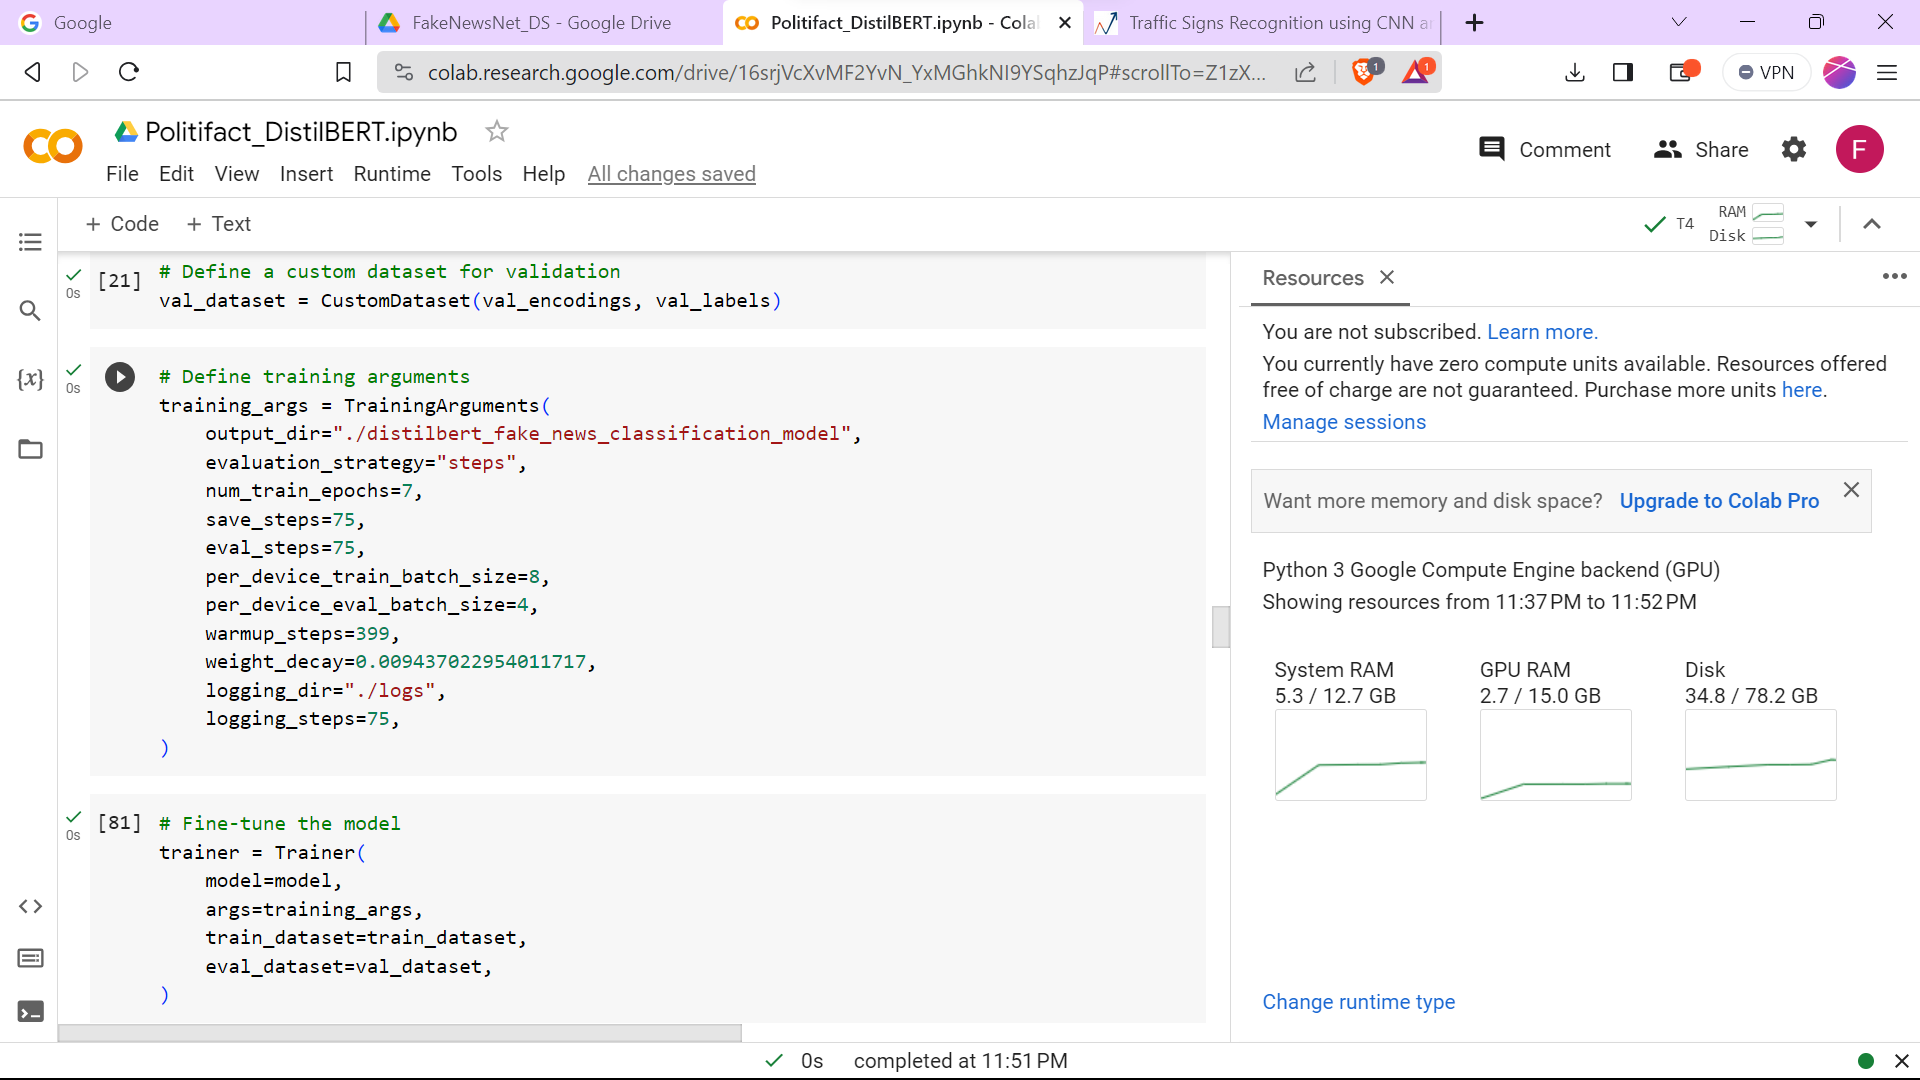 Google
FakeNewsNet_DS - Google Drive
Politifact_DistilBERT.ipynb - Cola
Traffic Signs Recognition using CNN a
colab.research.google.com/drive/16srjVcXvMF2YvN_YxMGhkNI9YSqhzJqP#scrollTo=Z1zX...
1
1
VPN
Politifact_DistilBERT.ipynb
Comment
Share
F
File Edit View Insert Runtime Tools Help All changes saved
+ Code + Text
T4
RAM
Disk
0s
[21]
# Define a custom dataset for validation
val_dataset = CustomDataset(val_encodings, val_labels)
{x}
0s
# Define training arguments
training_args = TrainingArguments(
output_dir="./distilbert_fake_news_classification_model",
evaluation_strategy="steps",
num_train_epochs=7,
save_steps=75,
eval_steps=75,
per_device_train_batch_size=8,
per_device_eval_batch_size=4,
warmup_steps=399,
weight_decay=0.009437022954011717,
logging_dir="./logs",
logging_steps=75,
)
0s
[81]
# Fine-tune the model
trainer = Trainer(
model=model,
args=training_args,
train_dataset=train_dataset,
eval_dataset=val_dataset,
)
Resources
You are not subscribed. Learn more.
You currently have zero compute units available. Resources offered
free of charge are not guaranteed. Purchase more units here.
Manage sessions
Want more memory and disk space? Upgrade to Colab Pro
Python 3 Google Compute Engine backend (GPU)
Showing resources from 11:37 PM to 11:52 PM
System RAM
5.3 / 12.7 GB
GPU RAM
2.7 / 15.0 GB
Disk
34.8 / 78.2 GB
Change runtime type
0s completed at 11:51 PM